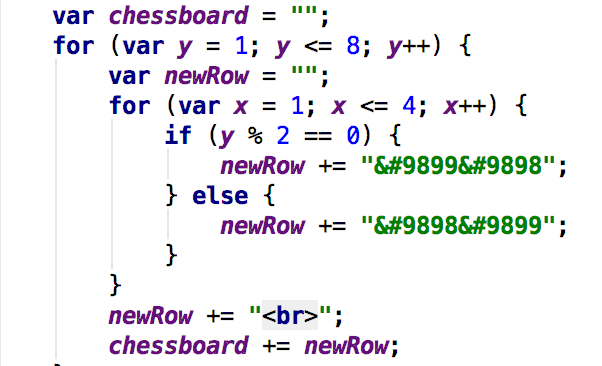 var chessboard = "";
for (var y = 1; y <= 8; y++) {
    var newRow = "";
    for (var x = 1; x <= 4; x++) {
        if (y % 2 == 0) {
            newRow += "&#9899&#9898";
        } else {
            newRow += "&#9898&#9899";
        }
    }
    newRow += "<br>";
    chessboard += newRow;
}